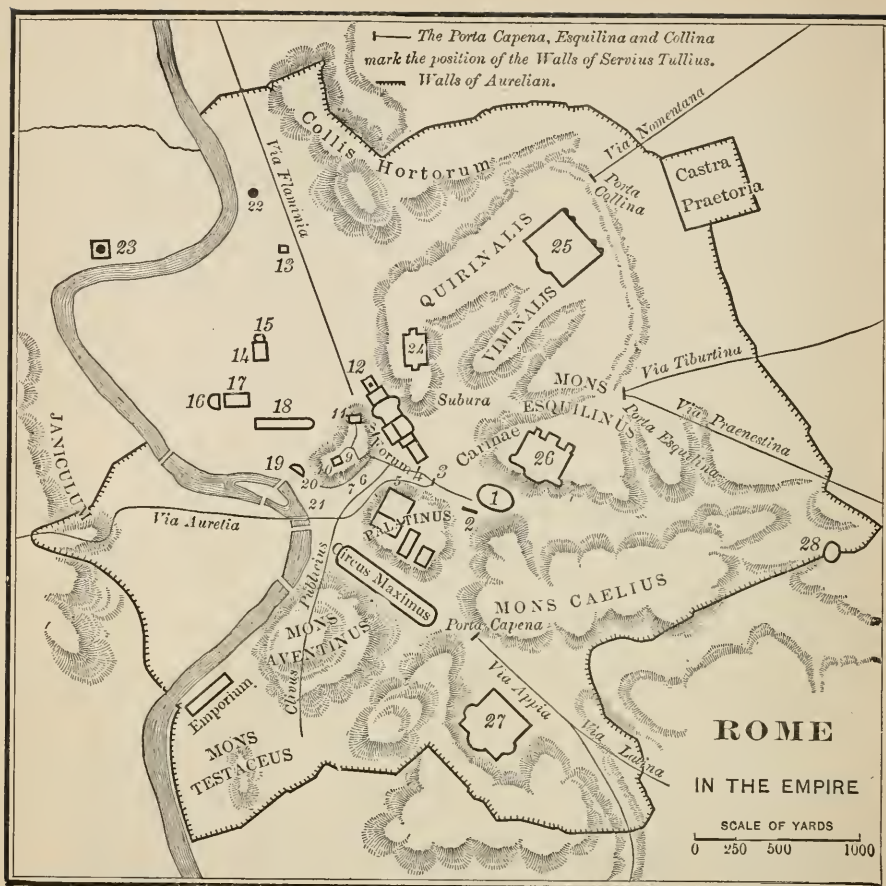 The Porta Capena, Esquilina and Collina
mark the position of the Walls of Servius Tullius.
Walls of Aurelian.
Collis
Hortorum
Via Flaminia
Via Nomentana
Porta
Collina
Castra
Praetoria
22
23
13
QUIRINALIS
25
VIMINALIS
15
14
24
12
Via Tiburtina
MONS
ESQUILINUS
Subura
16
17
18
11
Via Praenestina
Porta Esquilina
JANICULUM
Carinae
26
Forum
10
9
19
20
21
7
6
5
4
3
1
2
PALATINUS
Via Aurelia
28
Circus Maximus
MONS CAELIUS
Clivus Publicius
MONS
AVENTINUS
Porta Capena
Via Appia
Emporium
27
Via Latina
MONS
TESTACEUS
ROME
IN THE EMPIRE
SCALE OF YARDS
0 250 500 1000